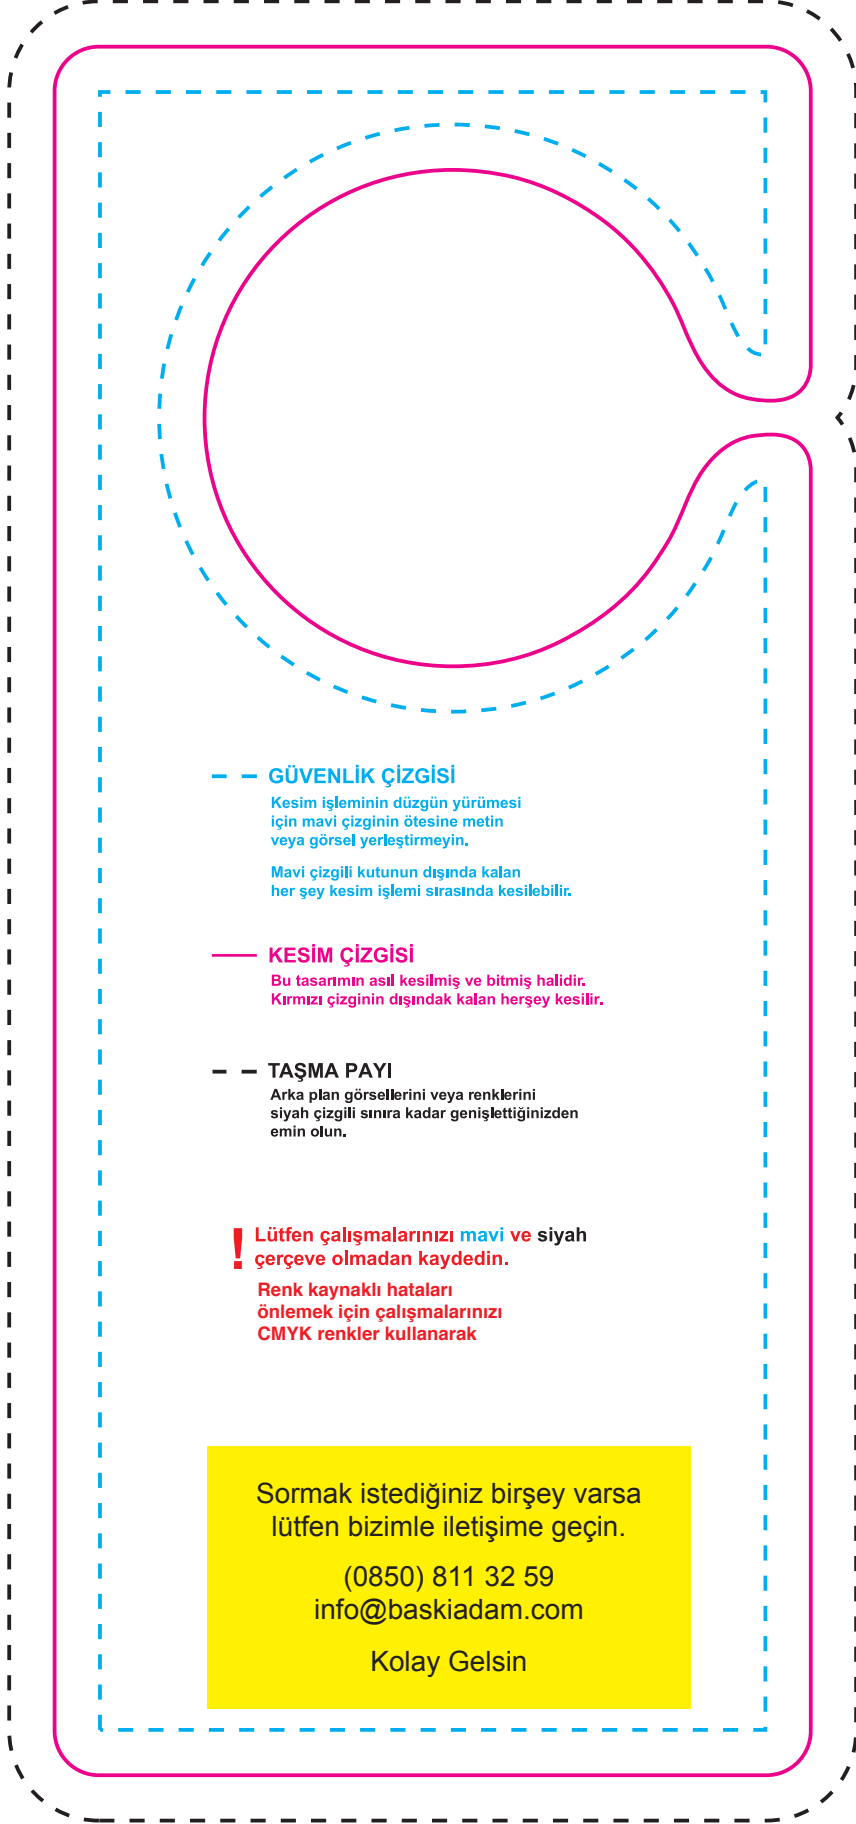 GÜVENLİK ÇİZGİSİ
Kesim işleminin düzgün yürümesi
için mavi çizginin ötesine metin
veya görsel yerleştirmeyin.
Mavi çizgili kutunun dışında kalan
her şey kesim işlemi sırasında kesilebilir.
KESİM ÇİZGİSİ
Bu tasarımın asıl kesilmiş ve bitmiş halidir.
Kırmızı çizginin dışındak kalan herşey kesilir.
TAŞMA PAYI
Arka plan görsellerini veya renklerini
siyah çizgili sınıra kadar genişlettiğinizden
emin olun.
! Lütfen çalışmalarınızı mavi ve siyah
çerçeve olmadan kaydedin.
Renk kaynaklı hataları
önlemek için çalışmalarınızı
CMYK renkler kullanarak
Sormak istediğiniz birşey varsa
lütfen bizimle iletişime geçin.
(0850) 811 32 59
info@baskiadam.com
Kolay Gelsin